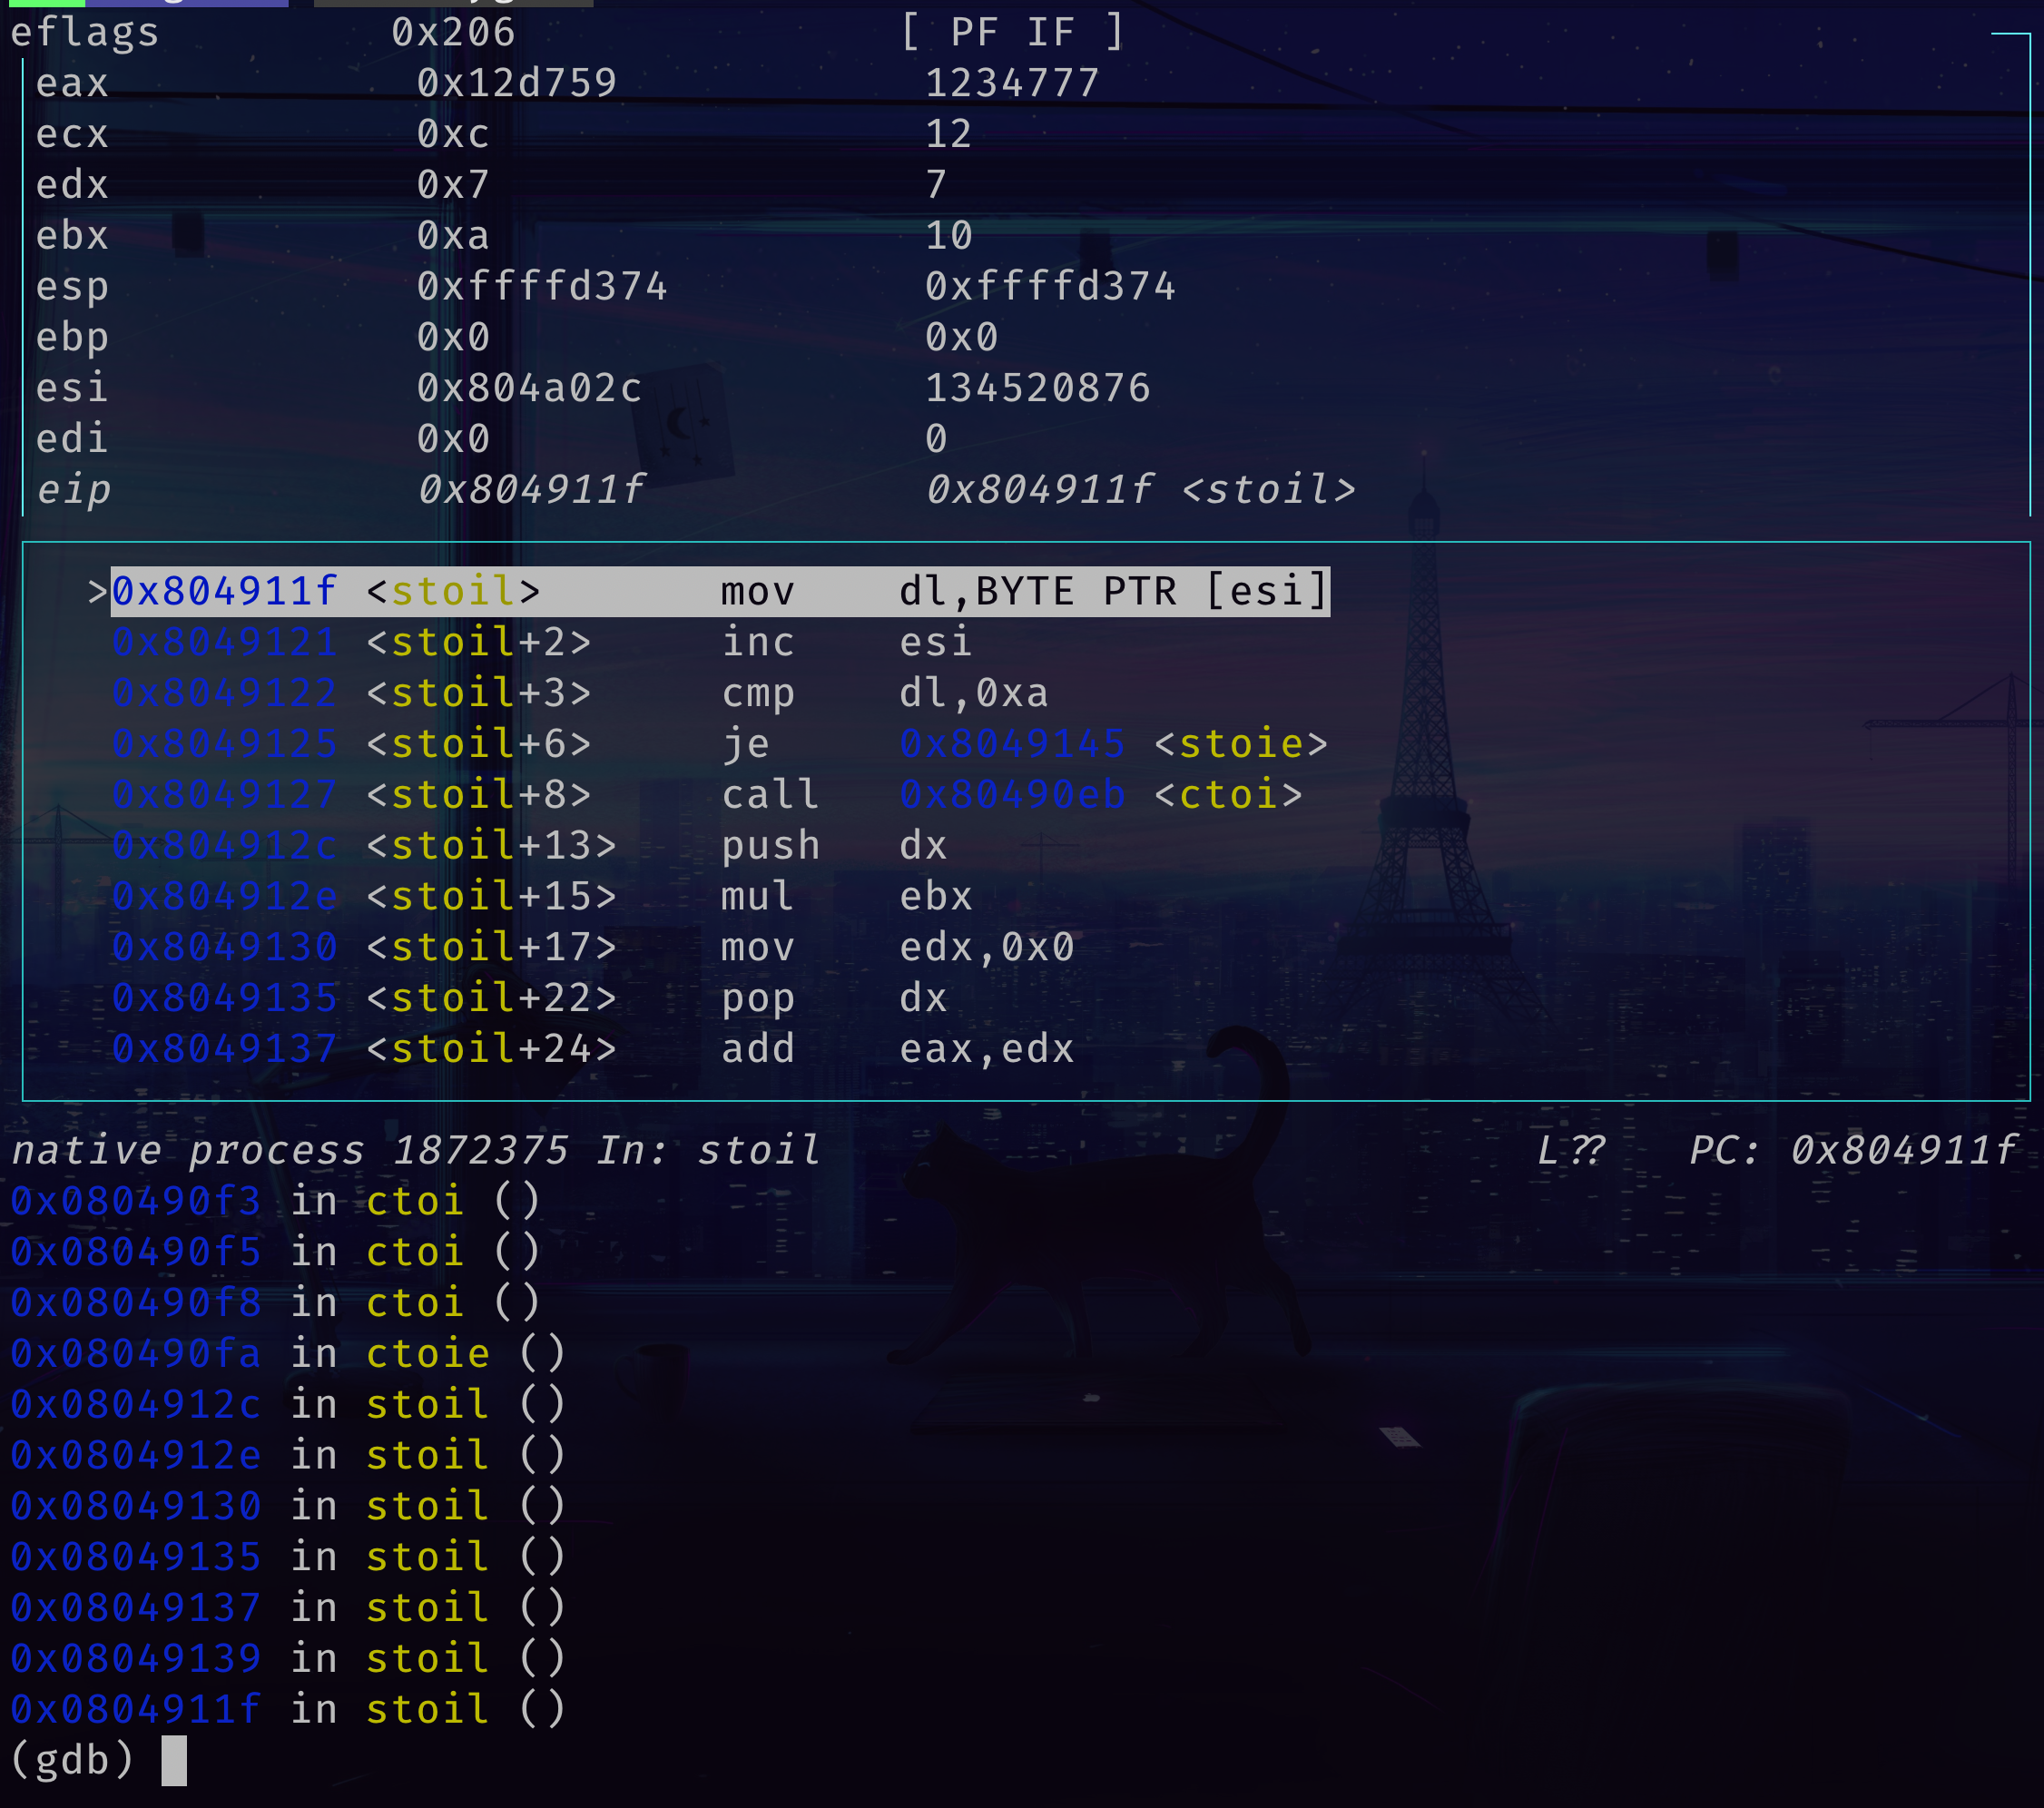 eflags 0x206 [ PF IF ]
eax 0x12d759 1234777
ecx 0xc 12
edx 0x7 7
ebx 0xa 10
esp 0xffffd374 0xffffd374
ebp 0x0 0x0
esi 0x804a02c 134520876
edi 0x0 0
eip 0x804911f 0x804911f <stoil>
>0x804911f <stoil> mov dl,BYTE PTR [esi]
0x8049121 <stoil+2> inc esi
0x8049122 <stoil+3> cmp dl,0xa
0x8049125 <stoil+6> je 0x8049145 <stoie>
0x8049127 <stoil+8> call 0x80490eb <ctoi>
0x804912c <stoil+13> push dx
0x804912e <stoil+15> mul ebx
0x8049130 <stoil+17> mov edx,0x0
0x8049135 <stoil+22> pop dx
0x8049137 <stoil+24> add eax,edx
native process 1872375 In: stoil L?? PC: 0x804911f
0x080490f3 in ctoi ()
0x080490f5 in ctoi ()
0x080490f8 in ctoi ()
0x080490fa in ctoie ()
0x0804912c in stoil ()
0x0804912e in stoil ()
0x08049130 in stoil ()
0x08049135 in stoil ()
0x08049137 in stoil ()
0x08049139 in stoil ()
0x0804911f in stoil ()
(gdb)